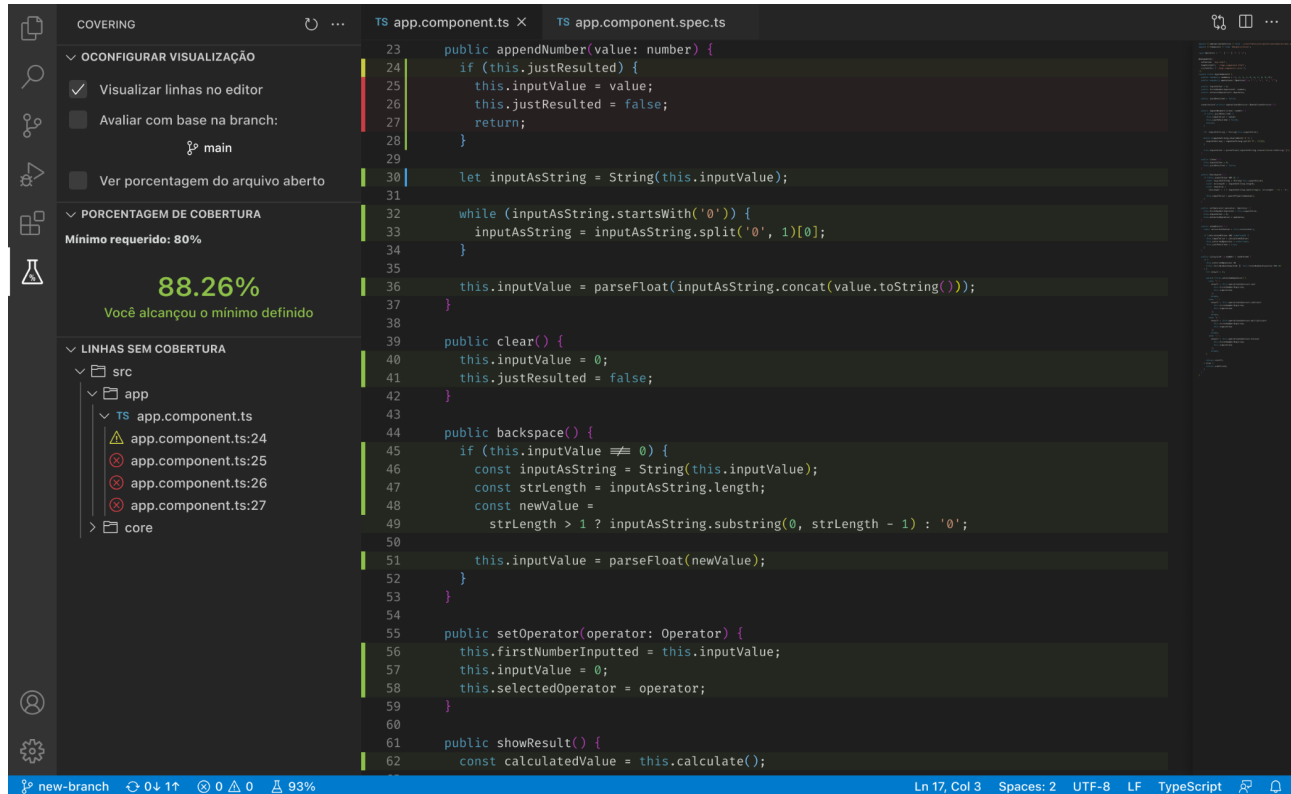 COVERING
OCONFIGURAR VISUALIZAÇÃO
Visualizar linhas no editor
Avaliar com base na branch:
main
Ver porcentagem do arquivo aberto
PORCENTAGEM DE COBERTURA
Mínimo requerido: 80%
88.26%
Você alcançou o mínimo definido
LINHAS SEM COBERTURA
src
app
TS app.component.ts
app.component.ts:24
app.component.ts:25
app.component.ts:26
app.component.ts:27
core
TS app.component.ts
TS app.component.spec.ts
23 public appendNumber(value: number) {
24 if (this.justResulted) {
25 this.inputValue = value;
26 this.justResulted = false;
27 return;
28 }
29
30 let inputAsString = String(this.inputValue);
31
32 while (inputAsString.startsWith('0')) {
33 inputAsString = inputAsString.split('0', 1)[0];
34 }
35
36 this.inputValue = parseFloat(inputAsString.concat(value.toString()));
37 }
38
39 public clear() {
40 this.inputValue = 0;
41 this.justResulted = false;
42 }
43
44 public backspace() {
45 if (this.inputValue !== 0) {
46 const inputAsString = String(this.inputValue);
47 const strLength = inputAsString.length;
48 const newValue =
49 strLength > 1 ? inputAsString.substring(0, strLength - 1) : '0';
50
51 this.inputValue = parseFloat(newValue);
52 }
53 }
54
55 public setOperator(operator: Operator) {
56 this.firstNumberInputted = this.inputValue;
57 this.inputValue = 0;
58 this.selectedOperator = operator;
59 }
60
61 public showResult() {
62 const calculatedValue = this.calculate();
new-branch 0↓ 1↑ 0 0 93%
Ln 17, Col 3 Spaces: 2 UTF-8 LF TypeScript